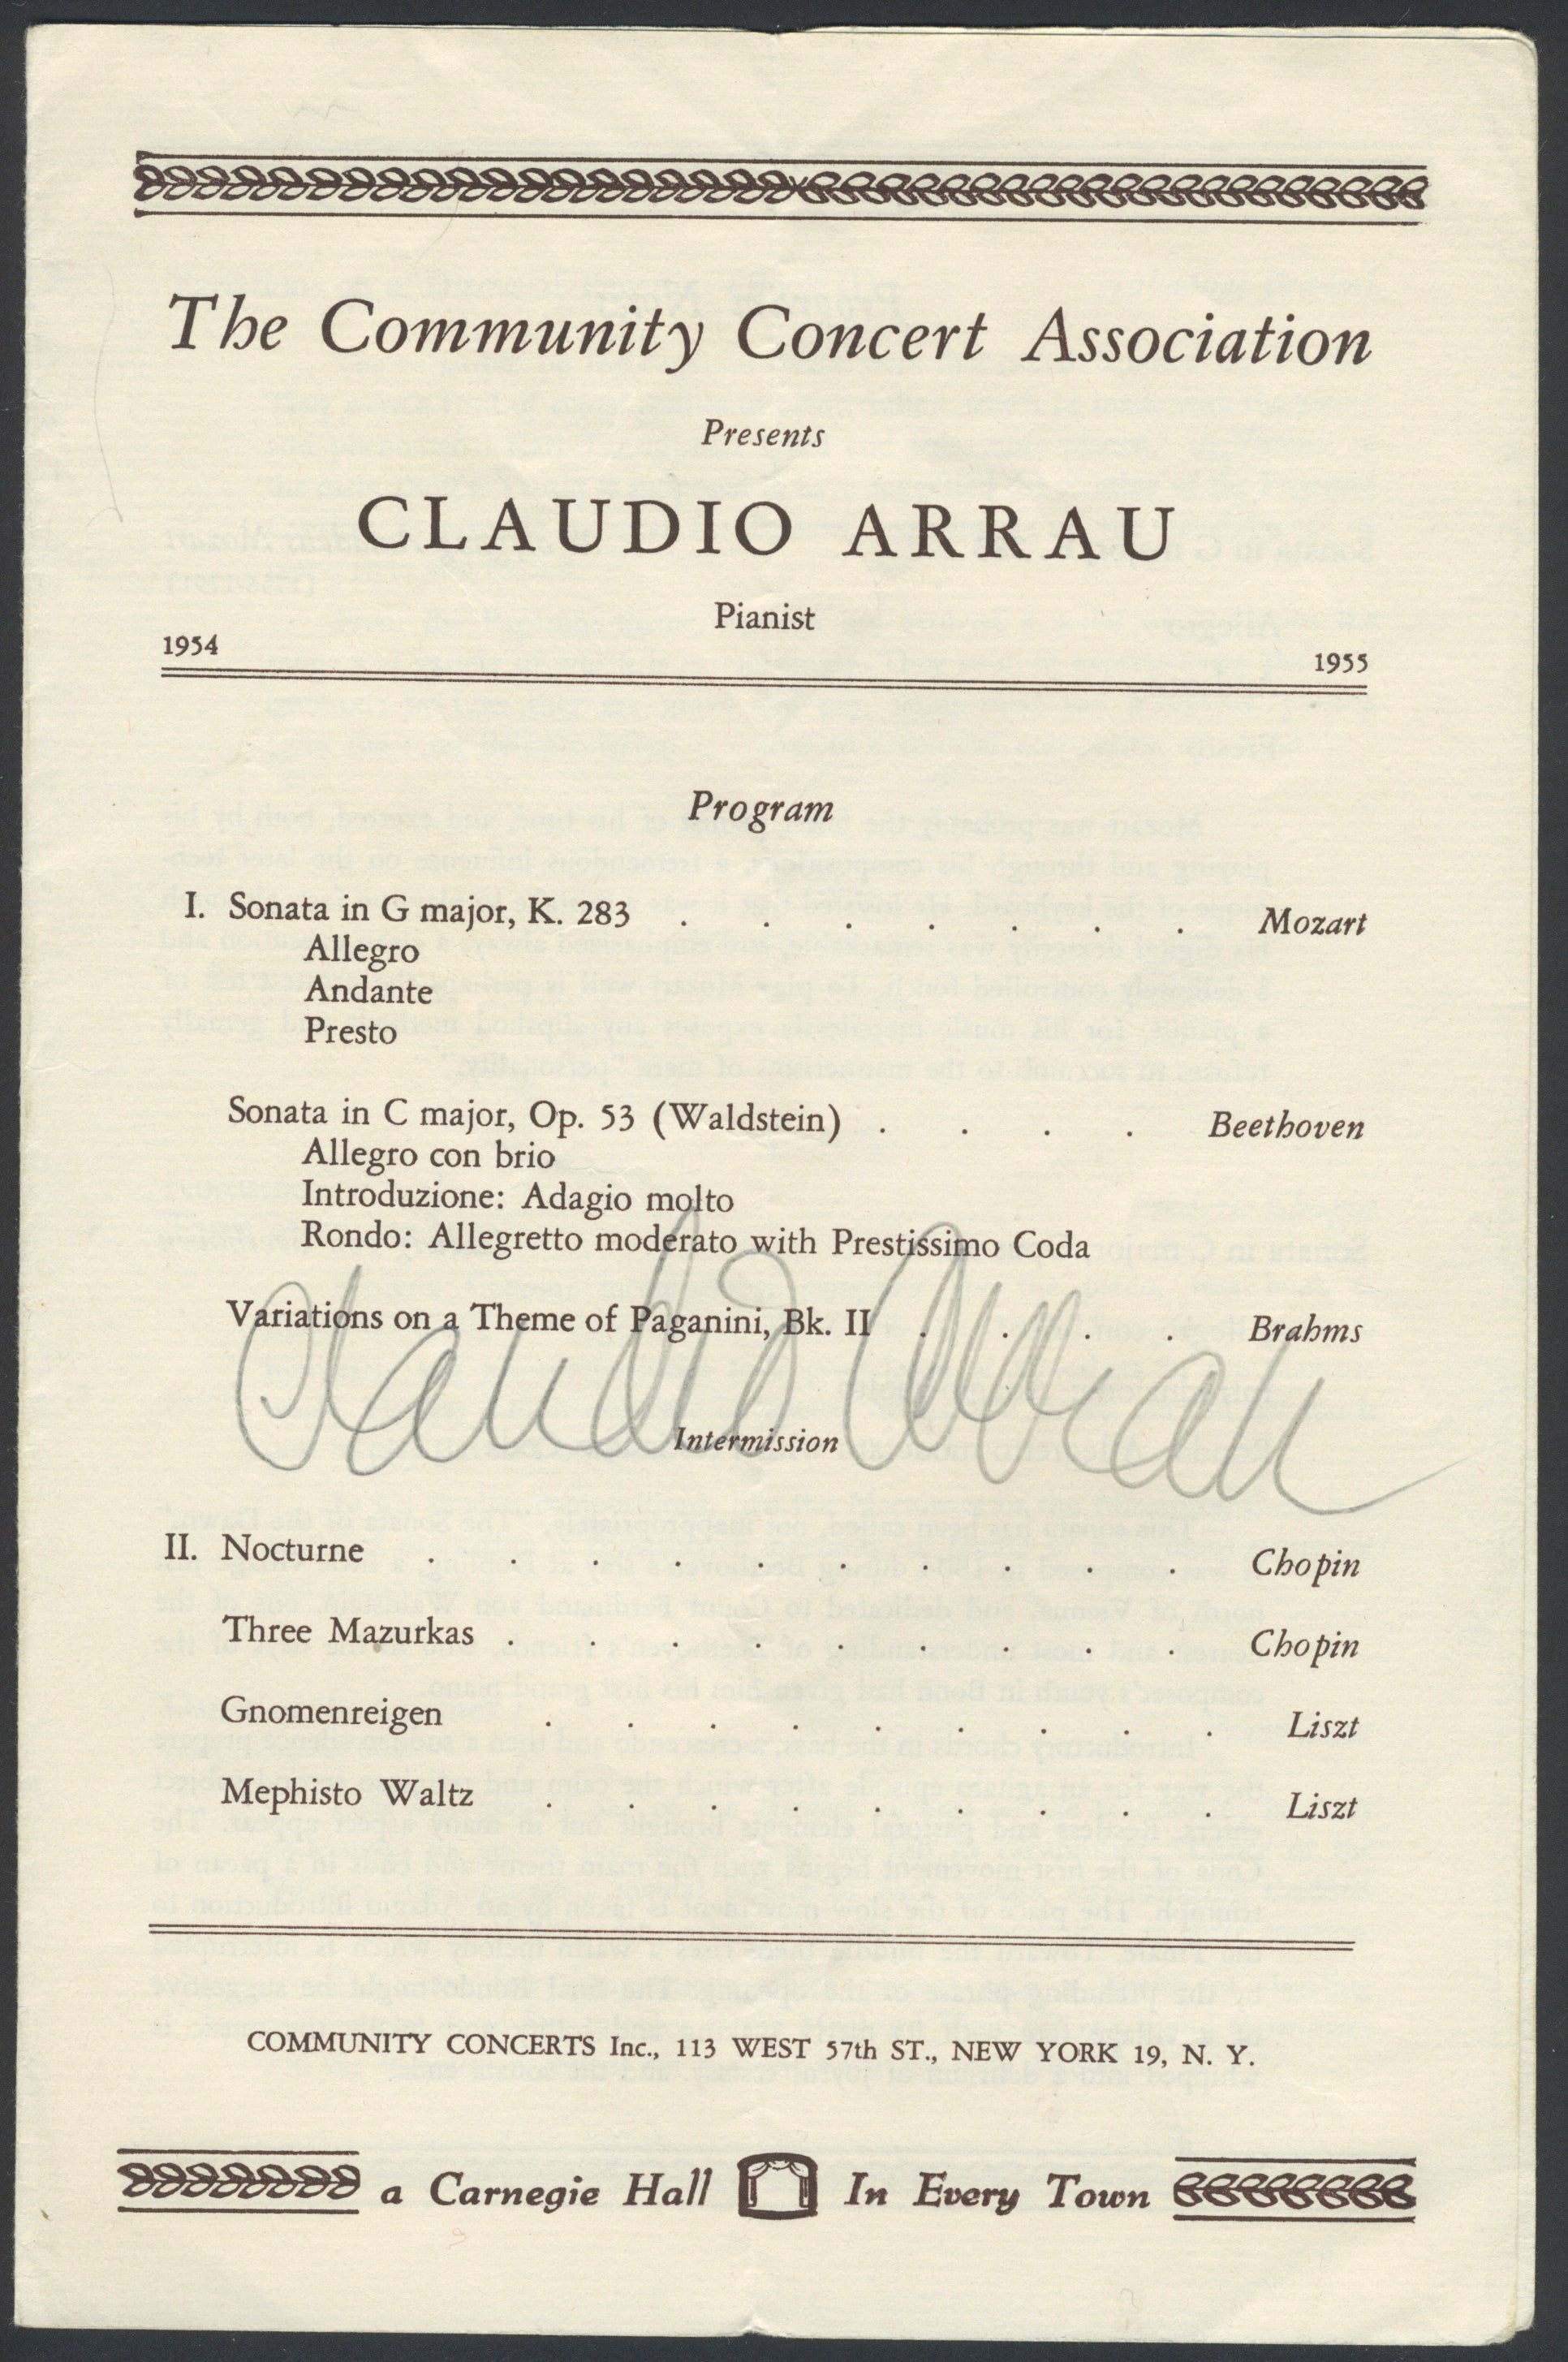 The Community Concert Association
Presents
CLAUDIO ARRAU
Pianist
1954 1955
Program
I. Sonata in G major, K. 283 . . . . . . . Mozart
Allegro
Andante
Presto
Sonata in C major, Op. 53 (Waldstein) . . . . Beethoven
Allegro con brio
Introduzione: Adagio molto
Rondo: Allegretto moderato with Prestissimo Coda
Variations on a Theme of Paganini, Bk. II . . . . Brahms
Claudio Arrau
Intermission
II. Nocturne . . . . . . . . . . Chopin
Three Mazurkas . . . . . . . . . Chopin
Gnomenreigen . . . . . . . . . Liszt
Mephisto Waltz . . . . . . . . . Liszt
COMMUNITY CONCERTS Inc., 113 WEST 57th ST., NEW YORK 19, N. Y.
a Carnegie Hall In Every Town